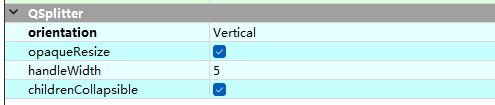 QSplitter
orientation Vertical
opaqueResize
handleWidth 5
childrenCollapsible